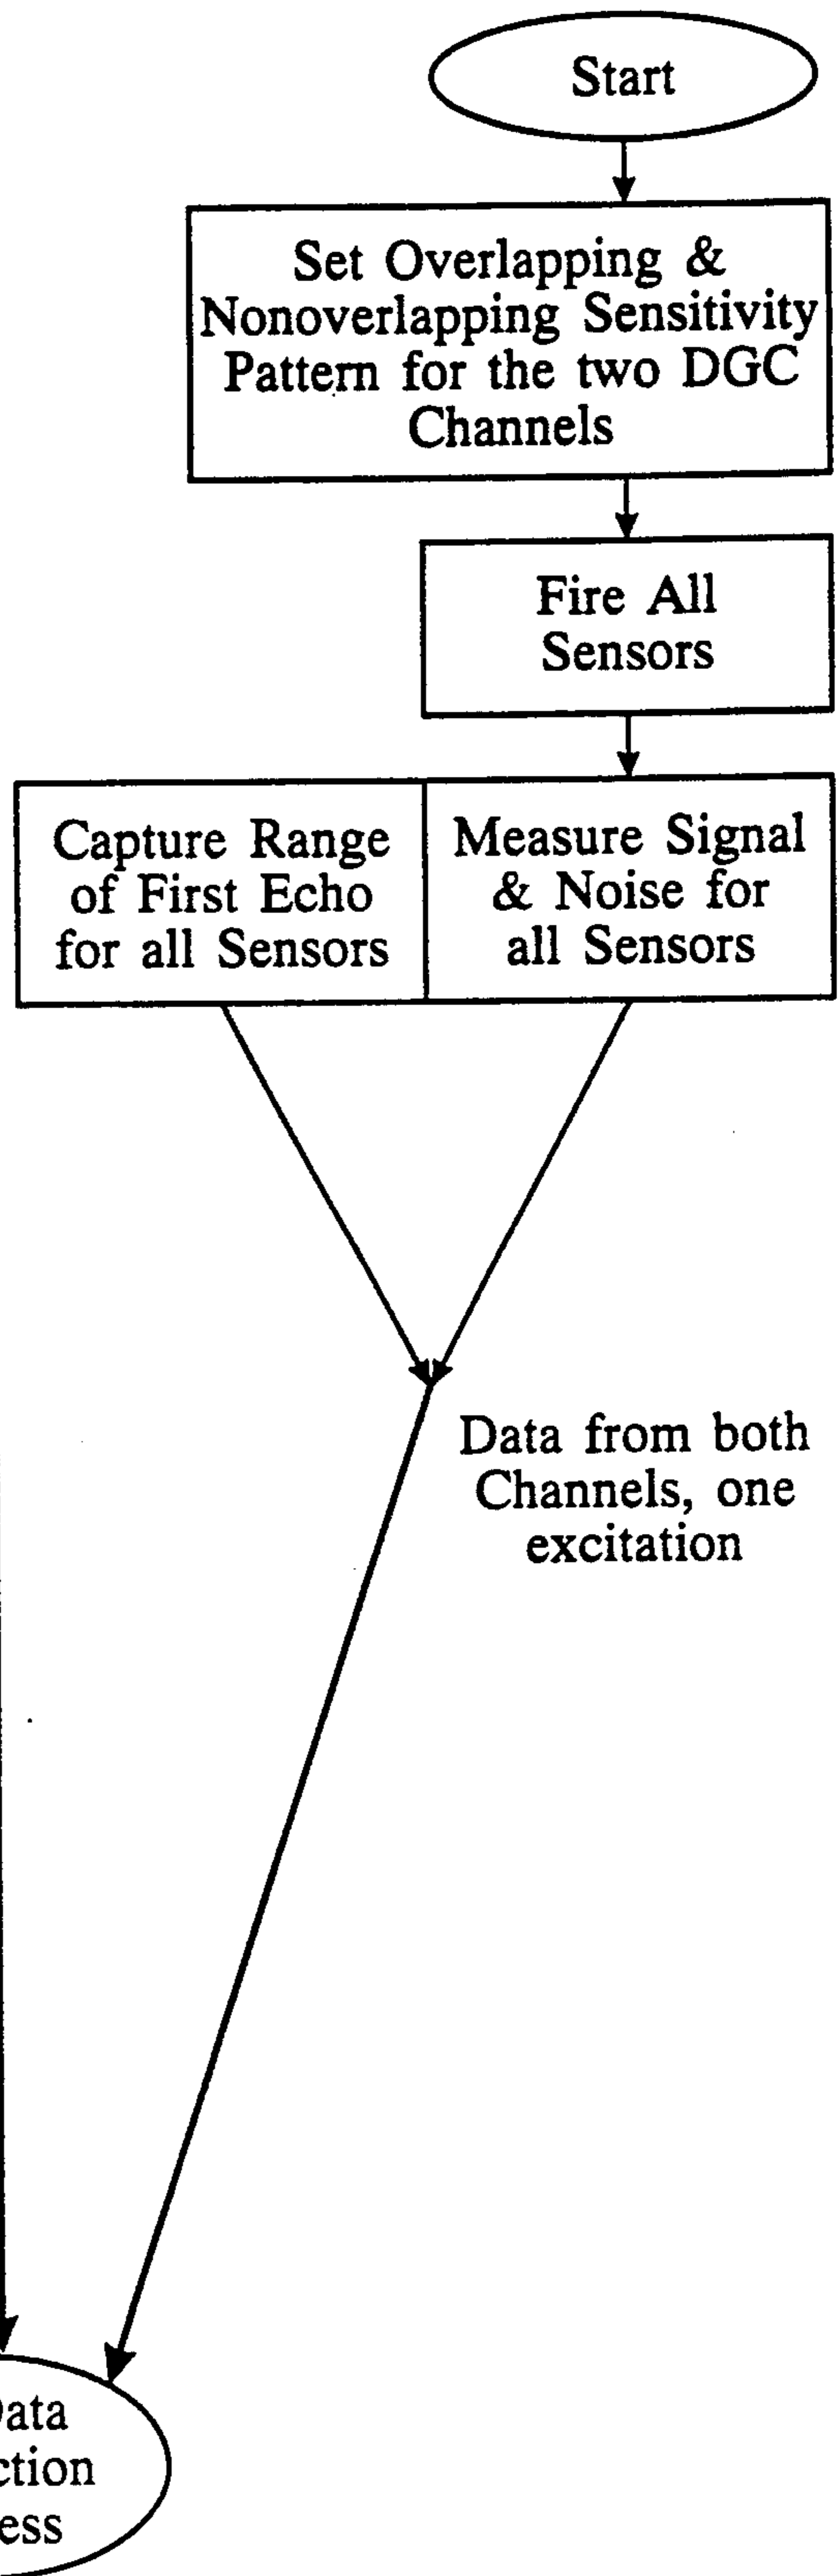 Start
Set Overlapping &
Nonoverlapping Sensitivity
Pattern for the two DGC
Channels
Fire All
Sensors
Capture Range
of First Echo
for all Sensors
Measure Signal
& Noise for
all Sensors
Data from both
Channels, one
excitation